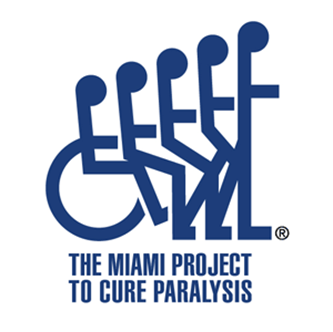 ®
THE MIAMI PROJECT
TO CURE PARALYSIS